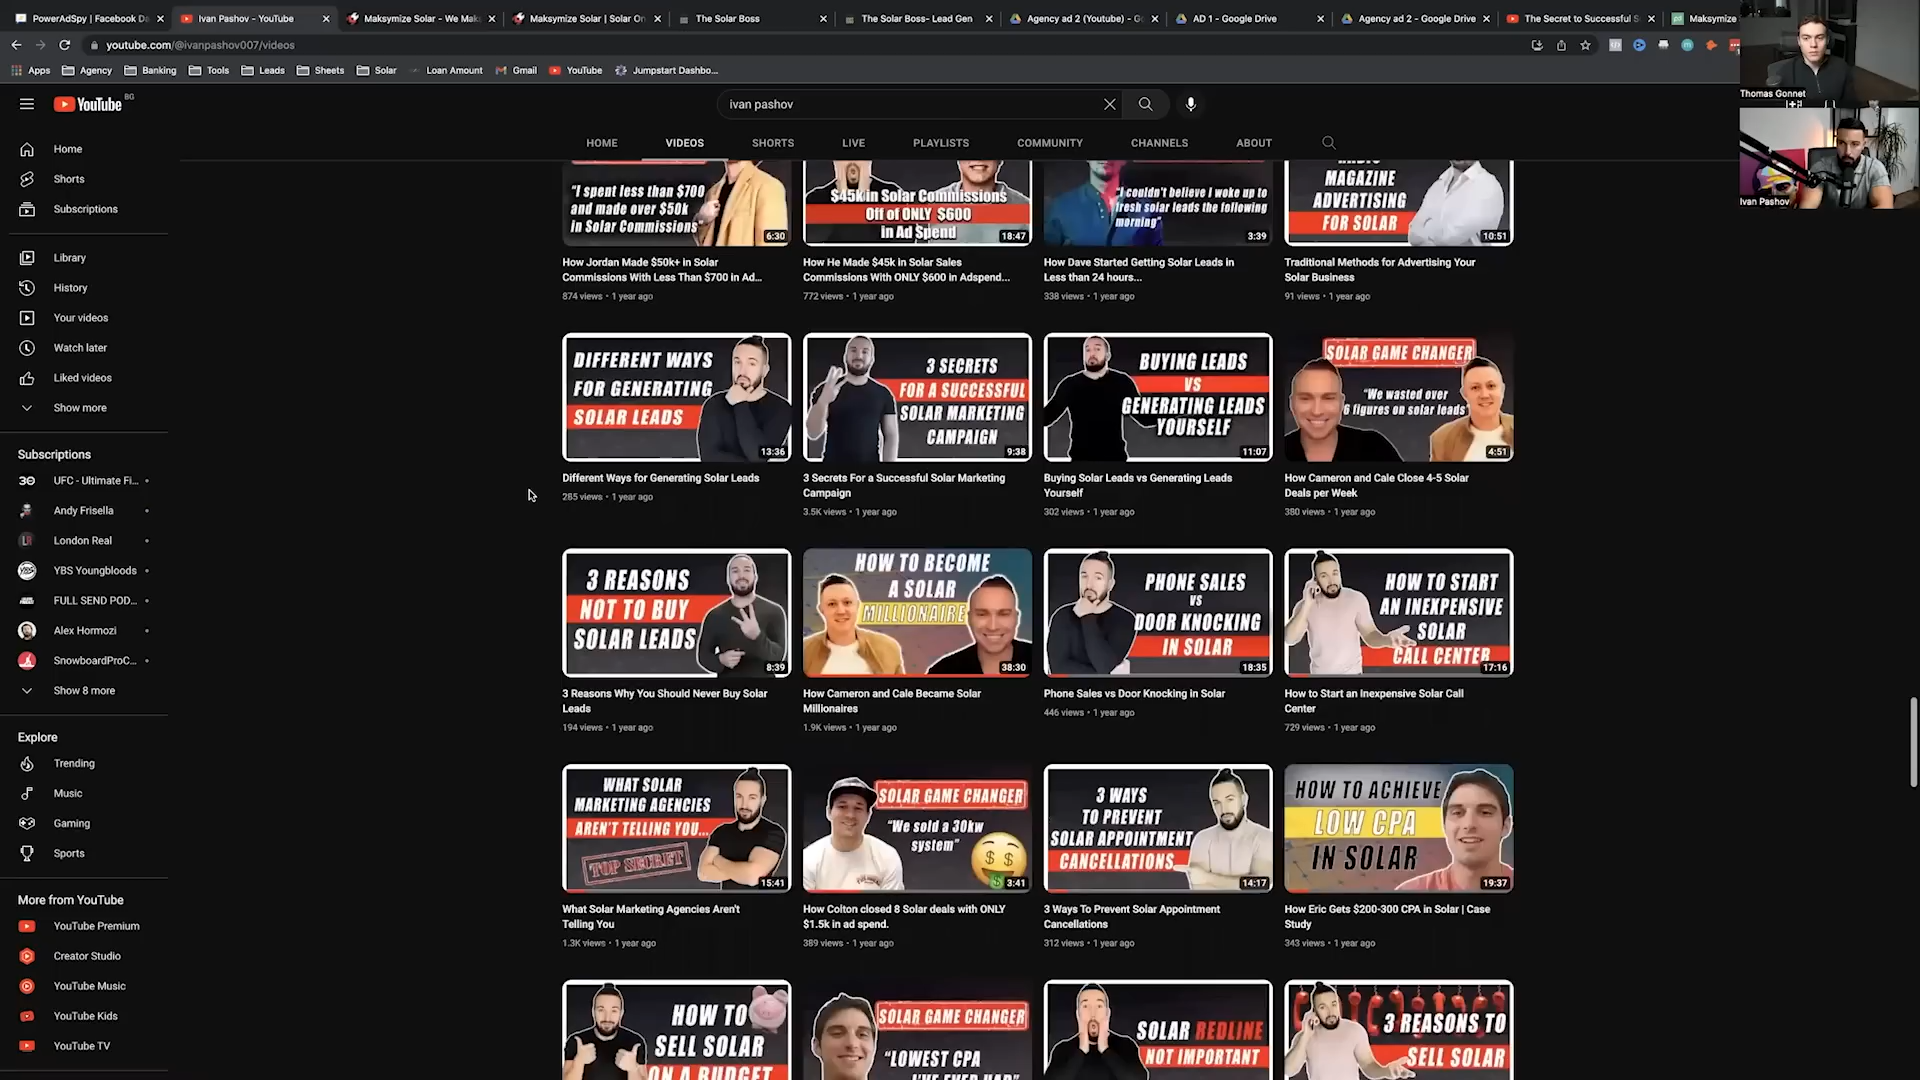 PowerAdSpy | Facebook Da
Ivan Pashov - YouTube
Maksymize Solar - We Mak
Maksymize Solar | Solar On
The Solar Boss
The Solar Boss- Lead Gen
Agency ad 2 (Youtube) - G
AD 1 - Google Drive
Agency ad 2 - Google Drive
The Secret to Successful S
Maksymize
youtube.com/@ivanpashov007/videos
Apps
Agency
Banking
Tools
Leads
Sheets
Solar
Loan Amount
Gmail
YouTube
Jumpstart Dashbo...
Thomas Gonnet
Ivan Pashov
YouTube BG
ivan pashov
HOME
VIDEOS
SHORTS
LIVE
PLAYLISTS
COMMUNITY
CHANNELS
ABOUT
Home
Shorts
Subscriptions
Library
History
Your videos
Watch later
Liked videos
Show more
Subscriptions
UFC - Ultimate Fi...
Andy Frisella
London Real
YBS Youngbloods
FULL SEND POD...
Alex Hormozi
SnowboardProC...
Show 8 more
Explore
Trending
Music
Gaming
Sports
More from YouTube
YouTube Premium
Creator Studio
YouTube Music
YouTube Kids
YouTube TV
"I spent less than $700
and made over $50k
in Solar Commissions
6:30
How Jordan Made $50k+ in Solar
Commissions With Less Than $700 in Ad...
874 views • 1 year ago
$45k in Solar Commissions
Off of ONLY $600
in Ad Spend
18:47
How He Made $45k in Solar Sales
Commissions With ONLY $600 in Adspend...
772 views • 1 year ago
"I couldn't believe I woke up to
fresh solar leads the following
morning"
3:39
How Dave Started Getting Solar Leads in
Less than 24 hours...
338 views • 1 year ago
MAGAZINE
ADVERTISING
FOR SOLAR
10:51
Traditional Methods for Advertising Your
Solar Business
91 views • 1 year ago
DIFFERENT WAYS
FOR GENERATING
SOLAR LEADS
13:36
Different Ways for Generating Solar Leads
285 views • 1 year ago
3 SECRETS
FOR A SUCCESSFUL
SOLAR MARKETING
CAMPAIGN
9:38
3 Secrets For a Successful Solar Marketing
Campaign
3.5K views • 1 year ago
BUYING LEADS
VS
GENERATING LEADS
YOURSELF
11:07
Buying Solar Leads vs Generating Leads
Yourself
302 views • 1 year ago
SOLAR GAME CHANGER
"We wasted over
6 figures on solar leads"
4:51
How Cameron and Cale Close 4-5 Solar
Deals per Week
380 views • 1 year ago
3 REASONS
NOT TO BUY
SOLAR LEADS
8:39
3 Reasons Why You Should Never Buy Solar
Leads
194 views • 1 year ago
HOW TO BECOME
A SOLAR
MILLIONAIRE
38:30
How Cameron and Cale Became Solar
Millionaires
1.9K views • 1 year ago
PHONE SALES
VS
DOOR KNOCKING
IN SOLAR
18:35
Phone Sales vs Door Knocking in Solar
446 views • 1 year ago
HOW TO START
AN INEXPENSIVE
SOLAR
CALL CENTER
17:16
How to Start an Inexpensive Solar Call
Center
729 views • 1 year ago
WHAT SOLAR
MARKETING AGENCIES
AREN'T TELLING YOU...
TOP SECRET
15:41
What Solar Marketing Agencies Aren't
Telling You
1.3K views • 1 year ago
SOLAR GAME CHANGER
"We sold a 30kw
system"
3:41
How Colton closed 8 Solar deals with ONLY
$1.5k in ad spend.
389 views • 1 year ago
3 WAYS
TO PREVENT
SOLAR APPOINTMENT
CANCELLATIONS
14:17
3 Ways To Prevent Solar Appointment
Cancellations
312 views • 1 year ago
HOW TO ACHIEVE
LOW CPA
IN SOLAR
19:37
How Eric Gets $200-300 CPA in Solar | Case
Study
343 views • 1 year ago
HOW TO
SELL SOLAR
ON A BUDGET
SOLAR GAME CHANGER
"LOWEST CPA
I'VE EVER HAD"
SOLAR REDLINE
NOT IMPORTANT
3 REASONS TO
SELL SOLAR